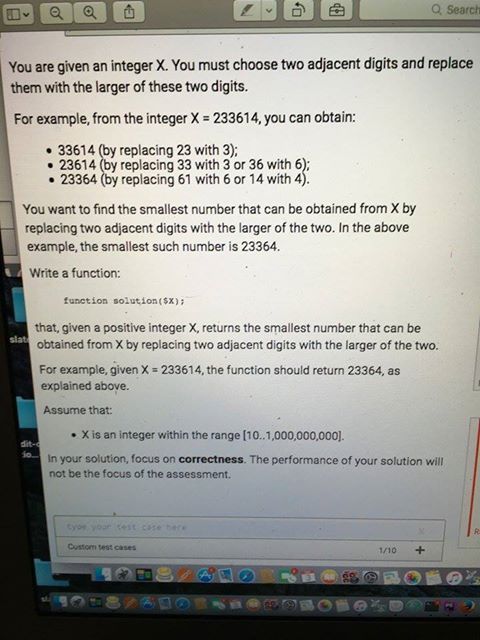 Search
You are given an integer X. You must choose two adjacent digits and replace
them with the larger of these two digits.
For example, from the integer X = 233614, you can obtain:
• 33614 (by replacing 23 with 3);
• 23614 (by replacing 33 with 3 or 36 with 6);
• 23364 (by replacing 61 with 6 or 14 with 4).
You want to find the smallest number that can be obtained from X by
replacing two adjacent digits with the larger of the two. In the above
example, the smallest such number is 23364.
Write a function:
function solution($X);
that, given a positive integer X, returns the smallest number that can be
obtained from X by replacing two adjacent digits with the larger of the two.
For example, given X = 233614, the function should return 23364, as
explained above.
Assume that:
• X is an integer within the range [10..1,000,000,000].
In your solution, focus on correctness. The performance of your solution will
not be the focus of the assessment.
type your test case here
Custom test cases
1/10 +